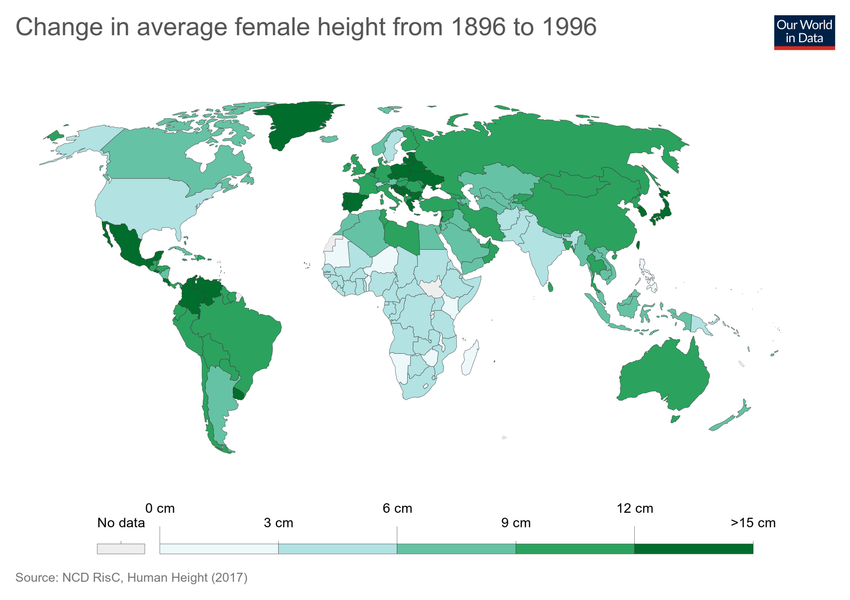 Change in average female height from 1896 to 1996
Our World
in Data
0 cm
6 cm
12 cm
No data
3 cm
9 cm
>15 cm
Source: NCD RisC, Human Height (2017)